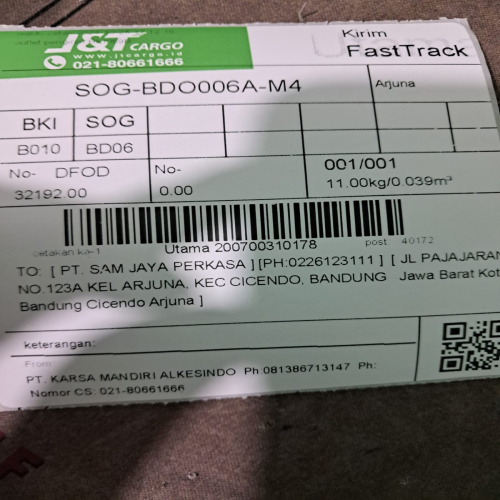 J&T CARGO
www.jtcargo.id
021-80661666
Kirim
FastTrack
SOG-BDO006A-M4
Arjuna
BKI SOG
B010 BD06
No- DFOD
32192.00
No-
0.00
001/001
11.00kg/0.039m³
cetakan ke-1 Utama 200700310178 post 40172
TO: [ PT. SAM JAYA PERKASA ][PH:0226123111 ] [ JL PAJAJARAN
NO.123A KEL ARJUNA, KEC CICENDO, BANDUNG Jawa Barat Kot
Bandung Cicendo Arjuna ]
keterangan:
From
PT. KARSA MANDIRI ALKESINDO Ph:081386713147 Ph:
Nomor CS: 021-80661666